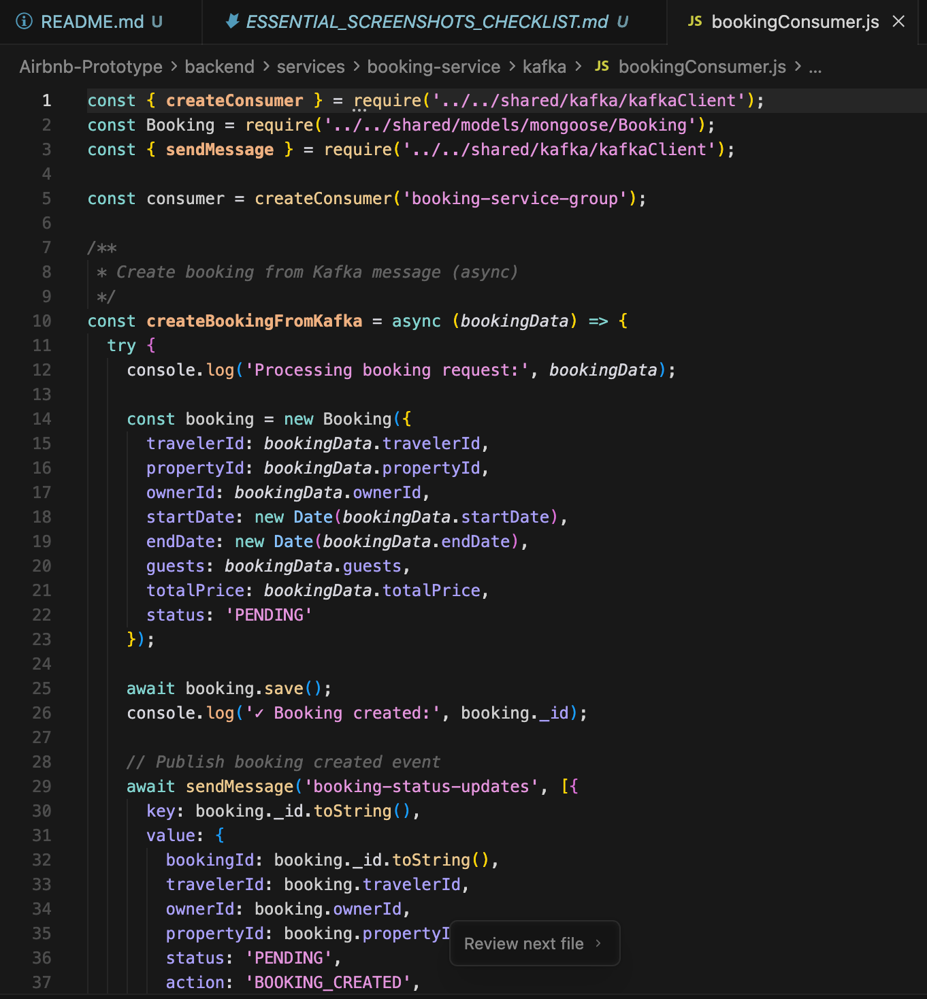 README.md U
ESSENTIAL_SCREENSHOTS_CHECKLIST.md U
JS bookingConsumer.js ×
Airbnb-Prototype > backend > services > booking-service > kafka > JS bookingConsumer.js > ...
1 const { createConsumer } = require('../../shared/kafka/kafkaClient');
2 const Booking = require('../../shared/models/mongoose/Booking');
3 const { sendMessage } = require('../../shared/kafka/kafkaClient');
4
5 const consumer = createConsumer('booking-service-group');
6
7 /**
8  * Create booking from Kafka message (async)
9  */
10 const createBookingFromKafka = async (bookingData) => {
11   try {
12     console.log('Processing booking request:', bookingData);
13
14     const booking = new Booking({
15       travelerId: bookingData.travelerId,
16       propertyId: bookingData.propertyId,
17       ownerId: bookingData.ownerId,
18       startDate: new Date(bookingData.startDate),
19       endDate: new Date(bookingData.endDate),
20       guests: bookingData.guests,
21       totalPrice: bookingData.totalPrice,
22       status: 'PENDING'
23     });
24
25     await booking.save();
26     console.log('✓ Booking created:', booking._id);
27
28     // Publish booking created event
29     await sendMessage('booking-status-updates', [{
30       key: booking._id.toString(),
31       value: {
32         bookingId: booking._id.toString(),
33         travelerId: booking.travelerId,
34         ownerId: booking.ownerId,
35         propertyId: booking.propertyI
Review next file >
36         status: 'PENDING',
37         action: 'BOOKING_CREATED',